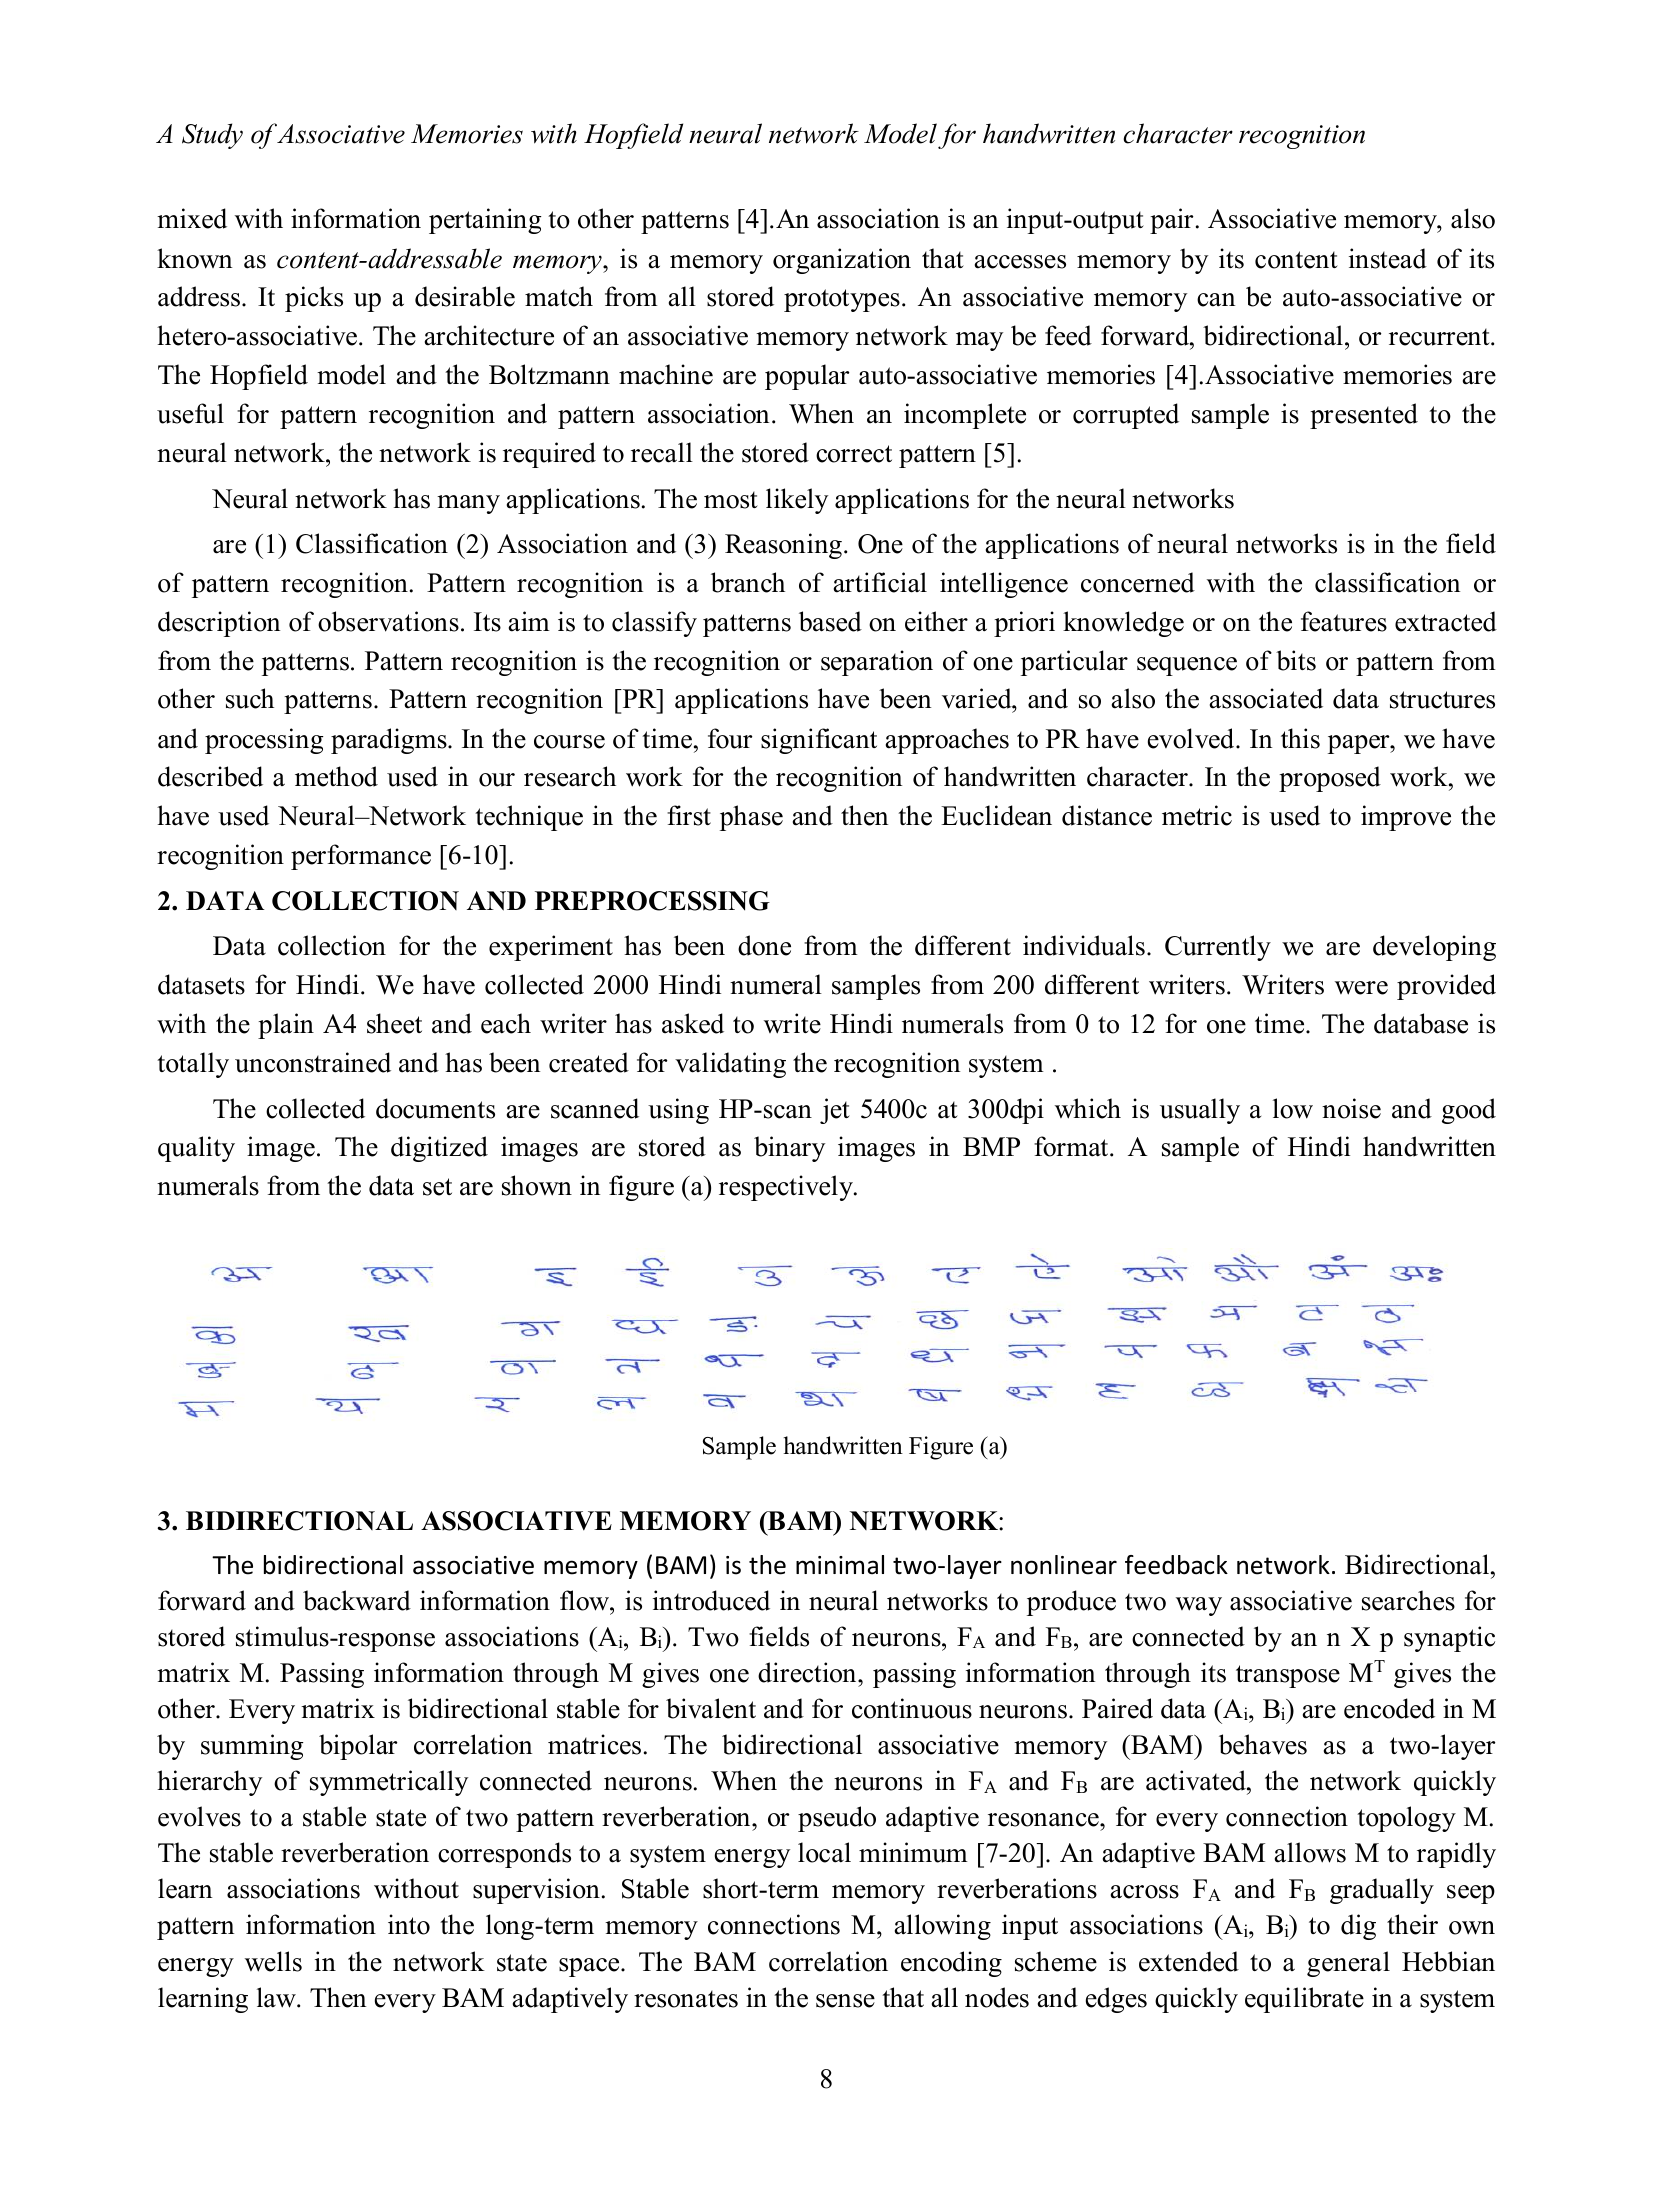 A Study of Associative Memories with Hopfield neural network Model for handwritten character recognition
mixed with information pertaining to other patterns [4].An association is an input-output pair. Associative memory, also
known as content-addressable memory, is a memory organization that accesses memory by its content instead of its
address. It picks up a desirable match from all stored prototypes. An associative memory can be auto-associative or
hetero-associative. The architecture of an associative memory network may be feed forward, bidirectional, or recurrent.
The Hopfield model and the Boltzmann machine are popular auto-associative memories [4].Associative memories are
useful for pattern recognition and pattern association. When an incomplete or corrupted sample is presented to the
neural network, the network is required to recall the stored correct pattern [5].
Neural network has many applications. The most likely applications for the neural networks
are (1) Classification (2) Association and (3) Reasoning. One of the applications of neural networks is in the field
of pattern recognition. Pattern recognition is a branch of artificial intelligence concerned with the classification or
description of observations. Its aim is to classify patterns based on either a priori knowledge or on the features extracted
from the patterns. Pattern recognition is the recognition or separation of one particular sequence of bits or pattern from
other such patterns. Pattern recognition [PR] applications have been varied, and so also the associated data structures
and processing paradigms. In the course of time, four significant approaches to PR have evolved. In this paper, we have
described a method used in our research work for the recognition of handwritten character. In the proposed work, we
have used Neural–Network technique in the first phase and then the Euclidean distance metric is used to improve the
recognition performance [6-10].
2. DATA COLLECTION AND PREPROCESSING
Data collection for the experiment has been done from the different individuals. Currently we are developing
datasets for Hindi. We have collected 2000 Hindi numeral samples from 200 different writers. Writers were provided
with the plain A4 sheet and each writer has asked to write Hindi numerals from 0 to 12 for one time. The database is
totally unconstrained and has been created for validating the recognition system .
The collected documents are scanned using HP-scan jet 5400c at 300dpi which is usually a low noise and good
quality image. The digitized images are stored as binary images in BMP format. A sample of Hindi handwritten
numerals from the data set are shown in figure (a) respectively.
अ आ इ ई उ ऊ ए ऐ ओ औ अं अः
क ख ग घ ङ च छ ज झ ञ ट ठ
ड ढ ण त थ द ध न प फ ब भ
म य र ल व श ष स ह ळ क्ष
Sample handwritten Figure (a)
3. BIDIRECTIONAL ASSOCIATIVE MEMORY (BAM) NETWORK:
The bidirectional associative memory (BAM) is the minimal two-layer nonlinear feedback network. Bidirectional,
forward and backward information flow, is introduced in neural networks to produce two way associative searches for
stored stimulus-response associations (Aᵢ, Bᵢ). Two fields of neurons, F_A and F_B, are connected by an n X p synaptic
matrix M. Passing information through M gives one direction, passing information through its transpose Mᵀ gives the
other. Every matrix is bidirectional stable for bivalent and for continuous neurons. Paired data (Aᵢ, Bᵢ) are encoded in M
by summing bipolar correlation matrices. The bidirectional associative memory (BAM) behaves as a two-layer
hierarchy of symmetrically connected neurons. When the neurons in F_A and F_B are activated, the network quickly
evolves to a stable state of two pattern reverberation, or pseudo adaptive resonance, for every connection topology M.
The stable reverberation corresponds to a system energy local minimum [7-20]. An adaptive BAM allows M to rapidly
learn associations without supervision. Stable short-term memory reverberations across F_A and F_B gradually seep
pattern information into the long-term memory connections M, allowing input associations (Aᵢ, Bᵢ) to dig their own
energy wells in the network state space. The BAM correlation encoding scheme is extended to a general Hebbian
learning law. Then every BAM adaptively resonates in the sense that all nodes and edges quickly equilibrate in a system
8